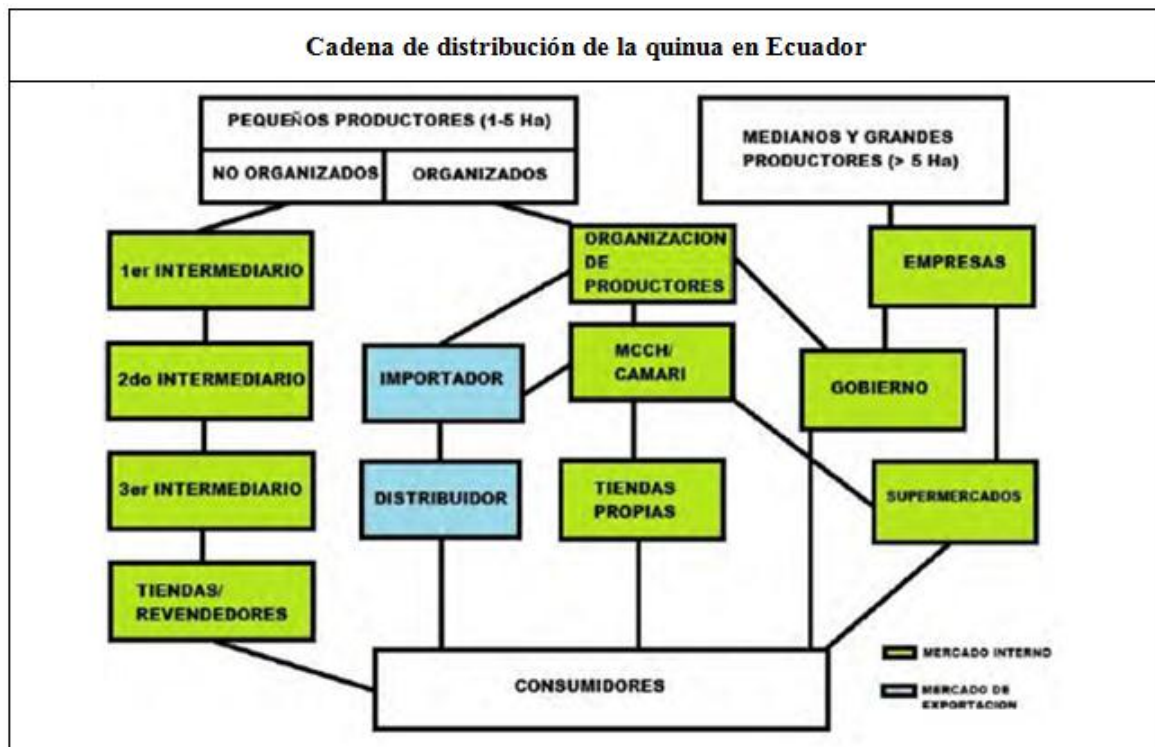 Cadena de distribución de la quinua en Ecuador
PEQUEÑOS PRODUCTORES (1-5 Ha)
NO ORGANIZADOS
ORGANIZADOS
MEDIANOS Y GRANDES
PRODUCTORES (> 5 Ha)
1er INTERMEDIARIO
ORGANIZACION
DE
PRODUCTORES
EMPRESAS
2do INTERMEDIARIO
IMPORTADOR
MCCH/
CAMARI
GOBIERNO
3er INTERMEDIARIO
DISTRIBUIDOR
TIENDAS
PROPIAS
SUPERMERCADOS
TIENDAS/
REVENDEDORES
CONSUMIDORES
MERCADO INTERNO
MERCADO DE
EXPORTACION